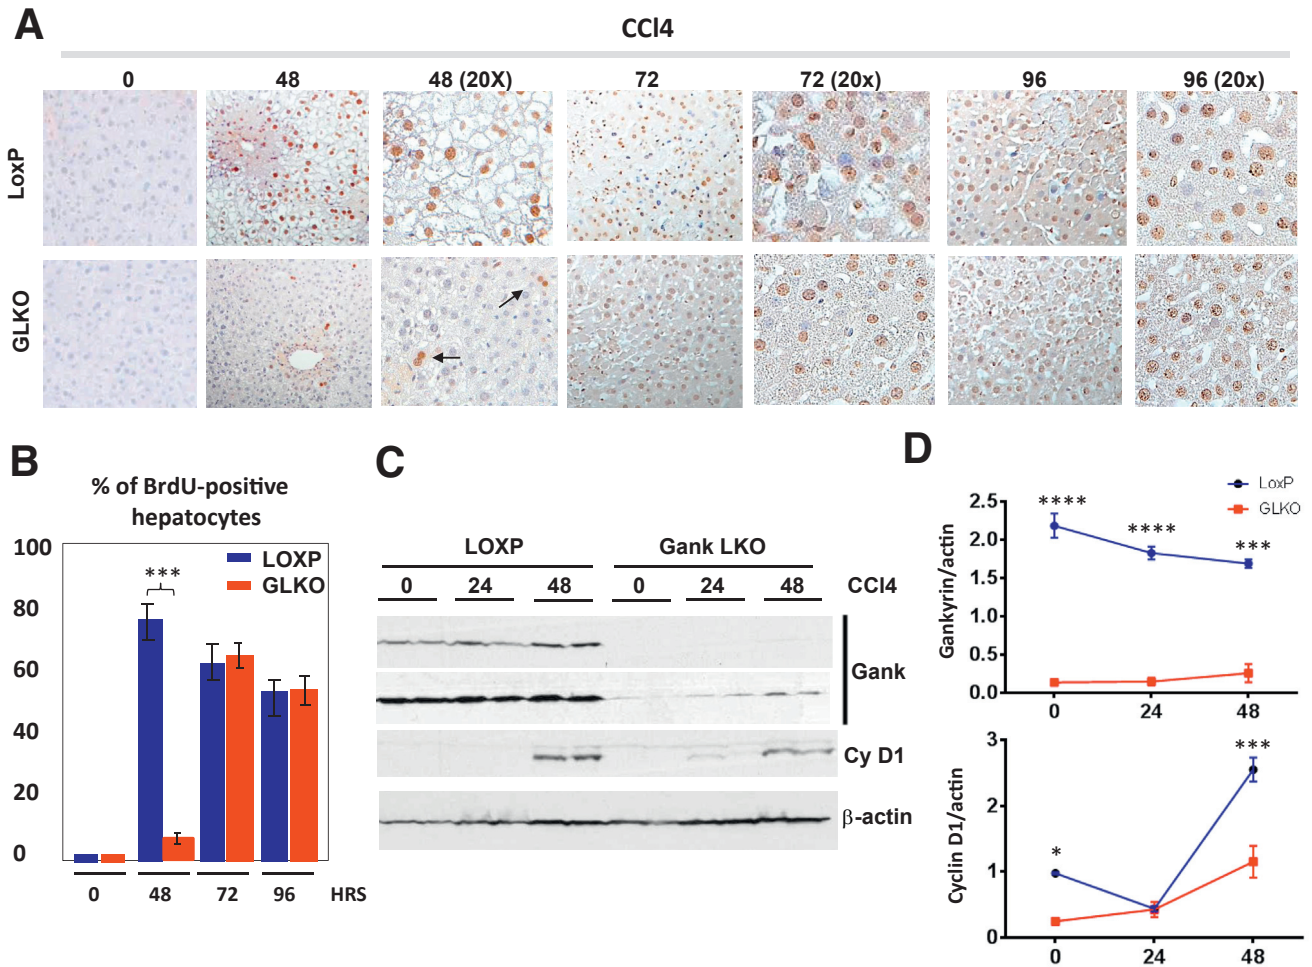 A
CCl4
0 48 48 (20X) 72 72 (20x) 96 96 (20x)
LoxP
GLKO
B
% of BrdU-positive
hepatocytes
100
80
60
40
20
0
LOXP
GLKO
***
0 48 72 96 HRS
C
LOXP Gank LKO
0 24 48 0 24 48 CCl4
Gank
Cy D1
β-actin
D
LoxP
GLKO
Gankyrin/actin
2.5
2.0
1.5
1.0
0.5
0.0
**** **** ***
0 24 48
Cyclin D1/actin
3
2
1
0
* ***
0 24 48